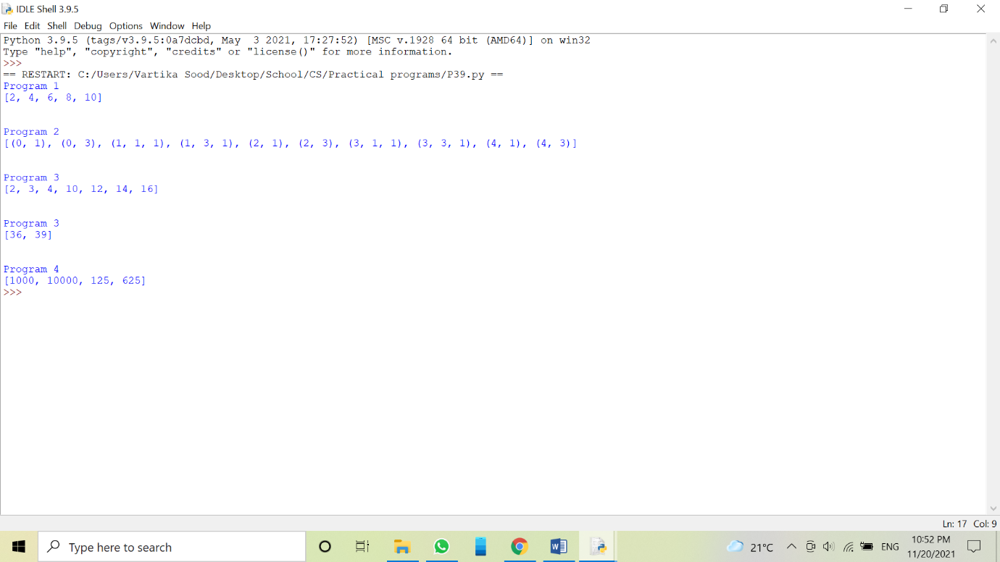 IDLE Shell 3.9.5
File Edit Shell Debug Options Window Help
Python 3.9.5 (tags/v3.9.5:0a7dcbd, May  3 2021, 17:27:52) [MSC v.1928 64 bit (AMD64)] on win32
Type "help", "copyright", "credits" or "license()" for more information.
>>>
== RESTART: C:/Users/Vartika Sood/Desktop/School/CS/Practical programs/P39.py ==
Program 1
[2, 4, 6, 8, 10]
Program 2
[(0, 1), (0, 3), (1, 1, 1), (1, 3, 1), (2, 1), (2, 3), (3, 1, 1), (3, 3, 1), (4, 1), (4, 3)]
Program 3
[2, 3, 4, 10, 12, 14, 16]
Program 3
[36, 39]
Program 4
[1000, 10000, 125, 625]
>>>
Ln: 17 Col: 9
Type here to search
21°C ENG 10:52 PM
11/20/2021